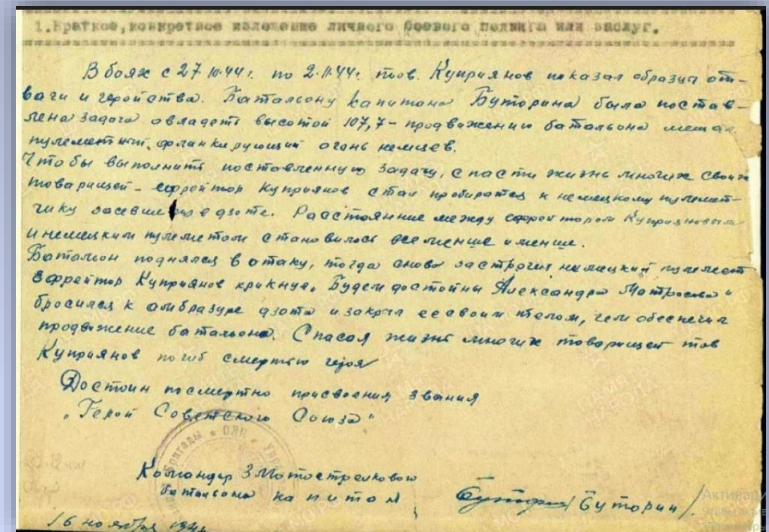 1.Краткое, конкретное изложение личного боевого подвига или заслуг.
В боях с 27.10.44г. по 2.11.44г. тов. Куприянов показал образцы от-
ваги и геройства. Батальону капитана Буторина была постав-
лена задача овладеть высотой 107,7 - продвижению батальона мешал
пулеметный, фланкирующий огонь немцев.
Чтобы выполнить поставленную задачу, спасти жизнь многих своих
товарищей - ефрейтор Куприянов стал пробираться к немецкому пулемет-
чику засевшему в дзоте. Расстояние между ефрейтором Куприяновым
и немецким пулеметом становилось все меньше и меньше.
Батальон поднялся в атаку, тогда снова застрочил немецкий пулемет
Ефрейтор Куприянов крикнул "Будем достойны Александра Матросова"
бросился к амбразуре дзота и закрыл ее своим телом, чем обеспечил
продвжение батальона. Спасая жизнь многих товарищей тов
Куприянов погиб смертью героя
Достоин посмертно присвоения звания
"Герой Советского Союза"
Командир 3 Мотострелкового
батальона капитан Буторин
16 ноября